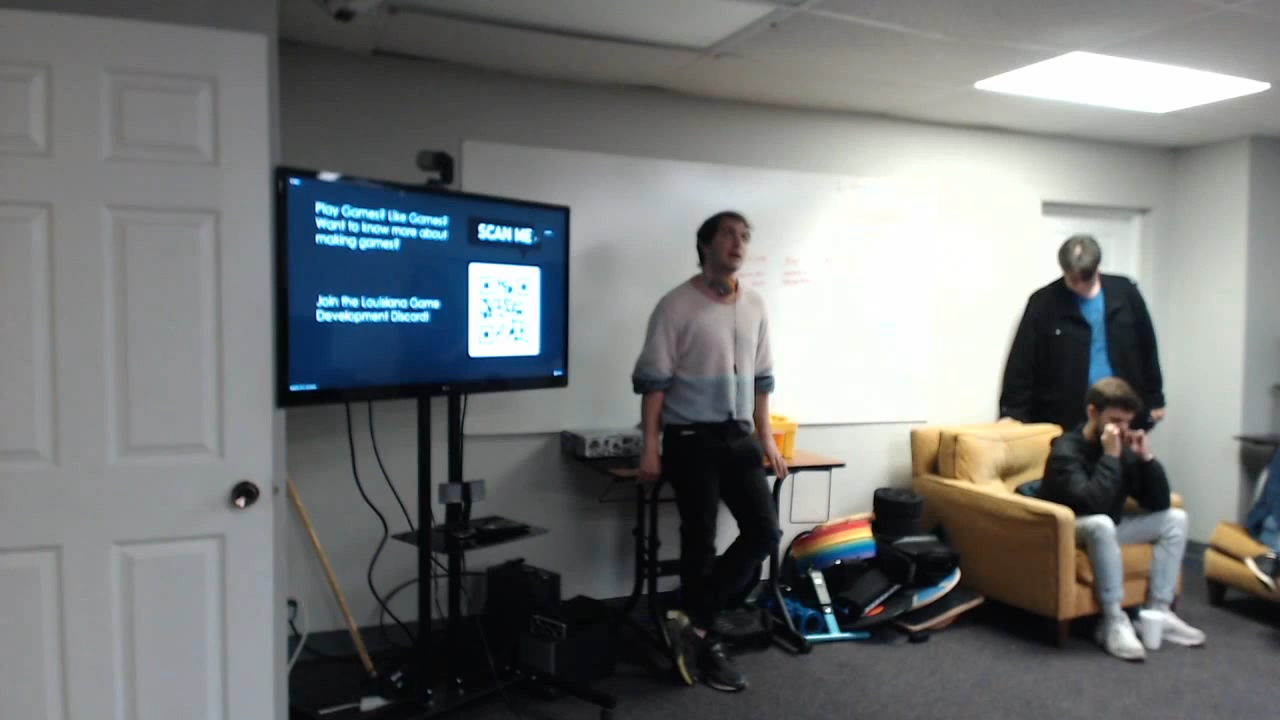 Play Games? Like Games?
Want to know more about
making games?
SCAN ME
Join the Louisiana Game
Development Discord!